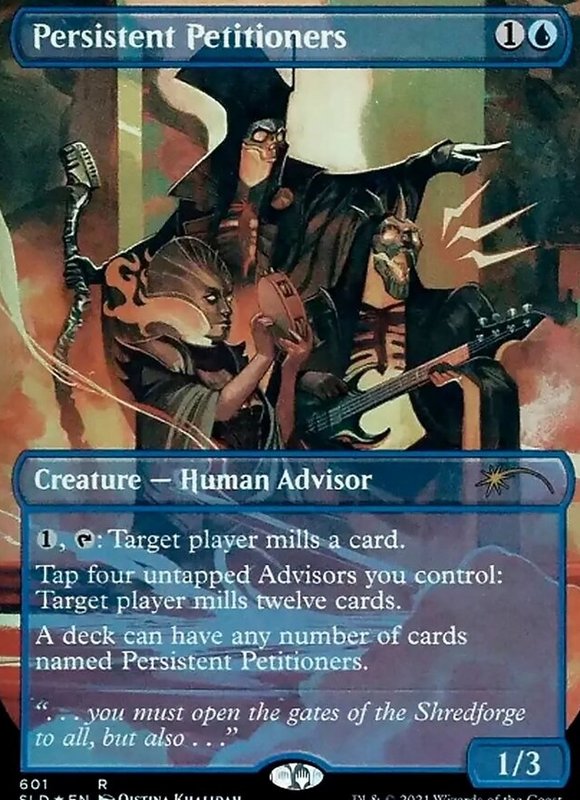 Persistent Petitioners 1
Creature — Human Advisor
1, : Target player mills a card.
Tap four untapped Advisors you control:
Target player mills twelve cards.
A deck can have any number of cards
named Persistent Petitioners.
“. . . you must open the gates of the Shredforge
to all, but also . . .”
1/3
601 R
SLD EN